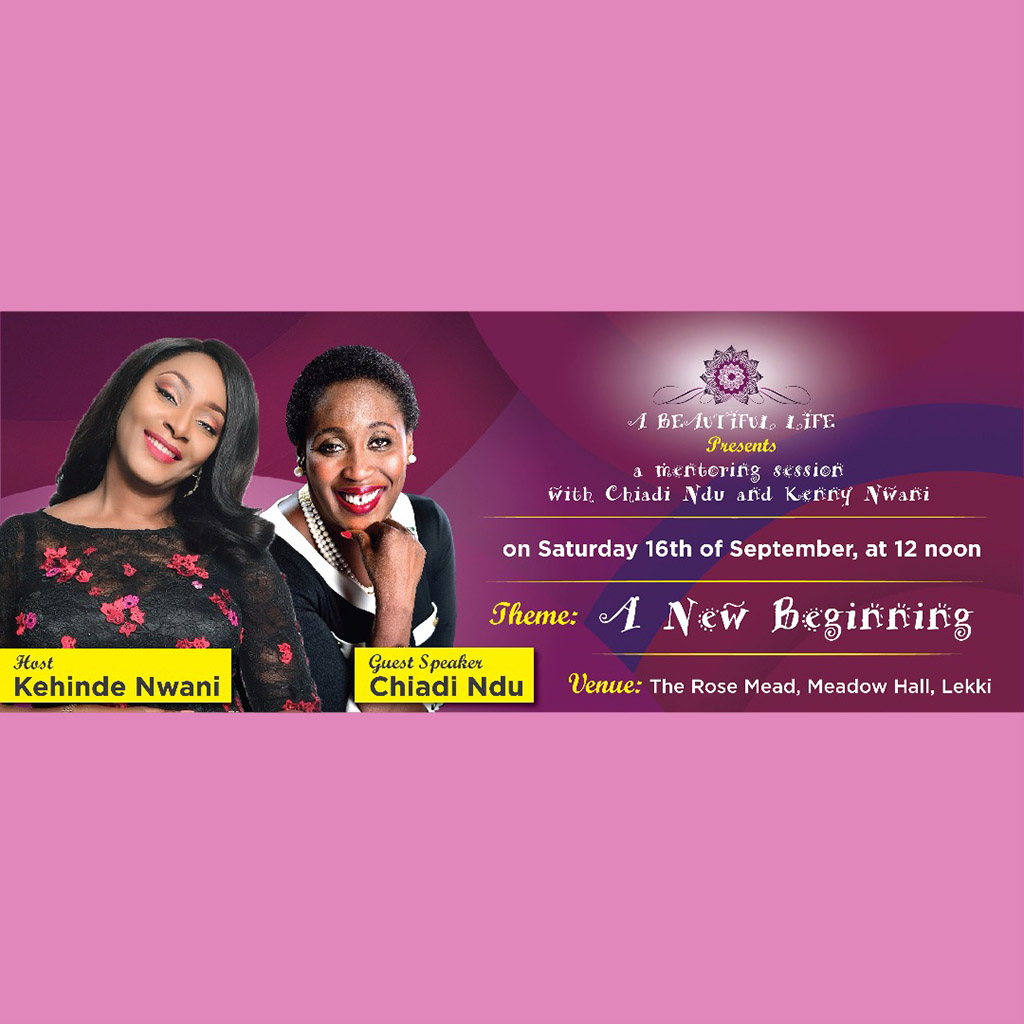 A BEAUTIFUL LIFE
Presents
a mentoring session
with Chiadi Ndu and Kenny Nwani
on Saturday 16th of September, at 12 noon
Theme: A New Beginning
Venue: The Rose Mead, Meadow Hall, Lekki
Host
Kehinde Nwani
Guest Speaker
Chiadi Ndu